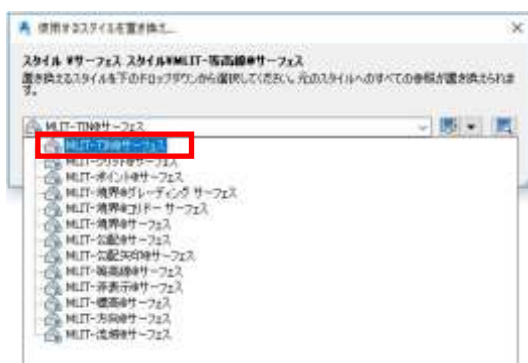 使用するスタイルを置き換え...
スタイル ¥サーフェス スタイル¥MLIT-等高線@サーフェス
置き換えるスタイルを下のドロップダウンから選択してください。元のスタイルへのすべての参照が置き換えられます。
MLIT-TIN@サーフェス
MLIT-TIN@サーフェス
MLIT-グリッド@サーフェス
MLIT-ポイント@サーフェス
MLIT-境界@グレーディング サーフェス
MLIT-境界@コリドー サーフェス
MLIT-境界@サーフェス
MLIT-勾配@サーフェス
MLIT-勾配矢印@サーフェス
MLIT-等高線@サーフェス
MLIT-非表示@サーフェス
MLIT-標高@サーフェス
MLIT-方向@サーフェス
MLIT-流域@サーフェス